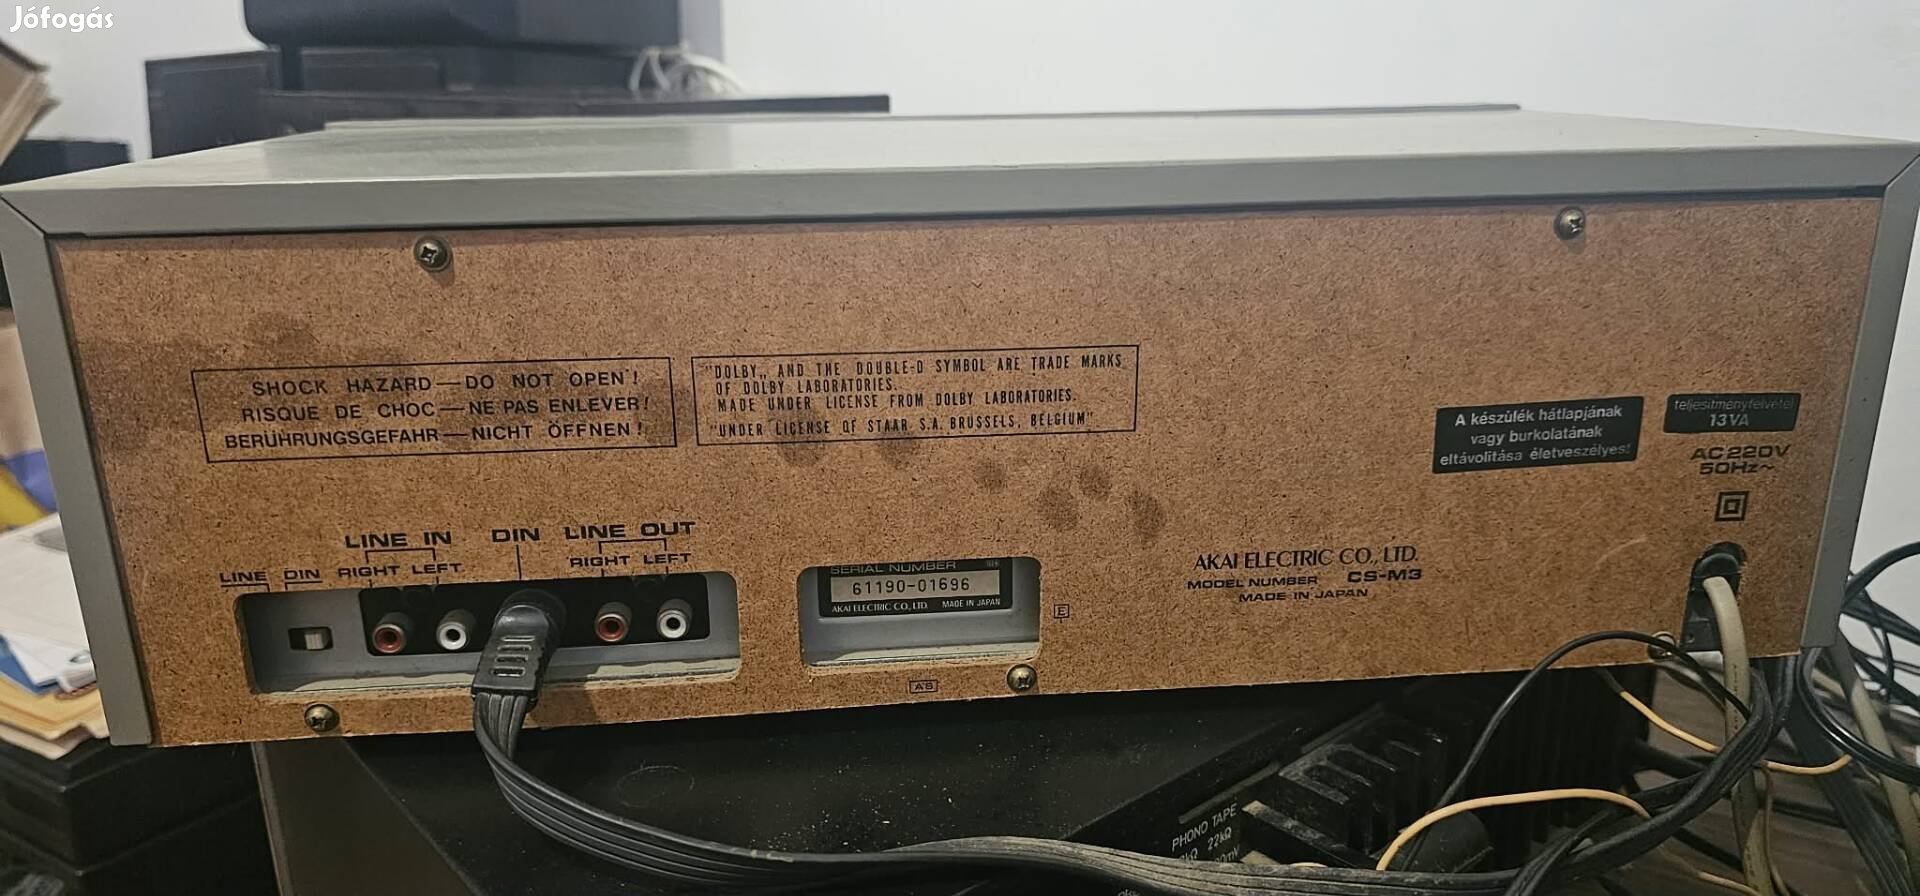 Jófogás
SHOCK HAZARD—DO NOT OPEN!
RISQUE DE CHOC—NE PAS ENLEVER!
BERÜHRUNGSGEFAHR—NICHT ÖFFNEN!
"DOLBY„ AND THE DOUBLE-D SYMBOL ARE TRADE MARKS
OF DOLBY LABORATORIES.
MADE UNDER LICENSE FROM DOLBY LABORATORIES.
"UNDER LICENSE OF STAAR S.A. BRUSSELS, BELGIUM"
A készülék hátlapjának
vagy burkolatának
eltávolítása életveszélyes!
teljesítményfelvétel
13VA
AC 220V
50Hz~
LINE IN DIN LINE OUT
LINE DIN RIGHT LEFT RIGHT LEFT
SERIAL NUMBER
61190-01696
AKAI ELECTRIC CO., LTD. MADE IN JAPAN
E
A8
AKAI ELECTRIC CO., LTD.
MODEL NUMBER CS-M3
MADE IN JAPAN
PHONO TAPE
22kΩ